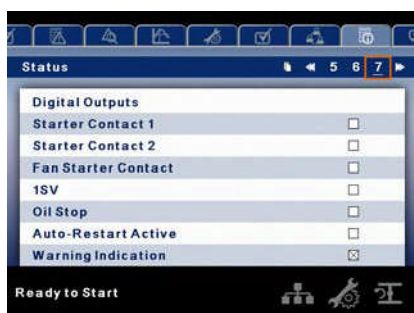 Status 5 6 7
Digital Outputs
Starter Contact 1
Starter Contact 2
Fan Starter Contact
1SV
Oil Stop
Auto-Restart Active
Warning Indication
Ready to Start